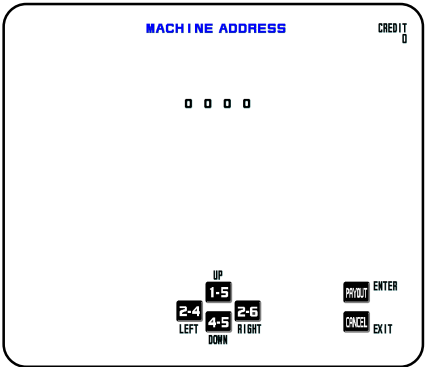 MACHINE ADDRESS
CREDIT
0
0 0 0 0
UP
1-5
2-4
2-6
LEFT
4-5
RIGHT
DOWN
PAYOUT
ENTER
CANCEL
EXIT